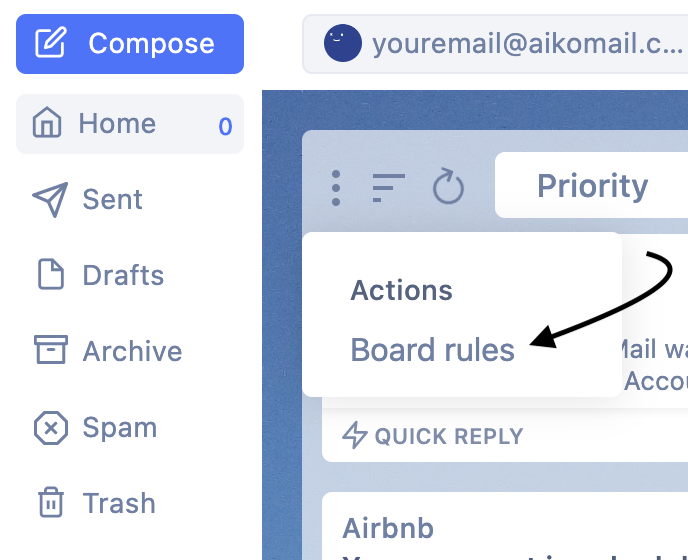 Compose
youremail@aikomail.c...
Home
0
Sent
Priority
Drafts
Actions
Archive
Board rules
Mail wa
Accou
Spam
QUICK REPLY
Trash
Airbnb